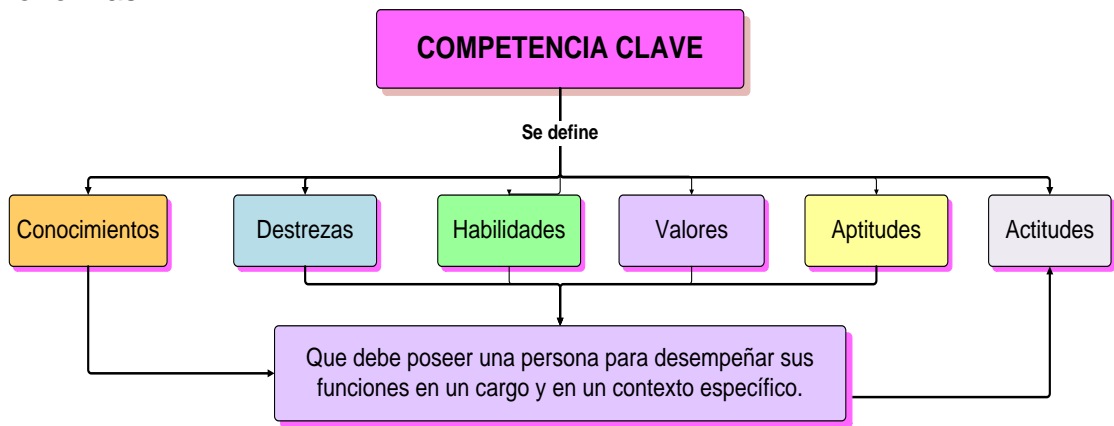 COMPETENCIA CLAVE
Se define
Conocimientos
Destrezas
Habilidades
Valores
Aptitudes
Actitudes
Que debe poseer una persona para desempeñar sus
funciones en un cargo y en un contexto específico.